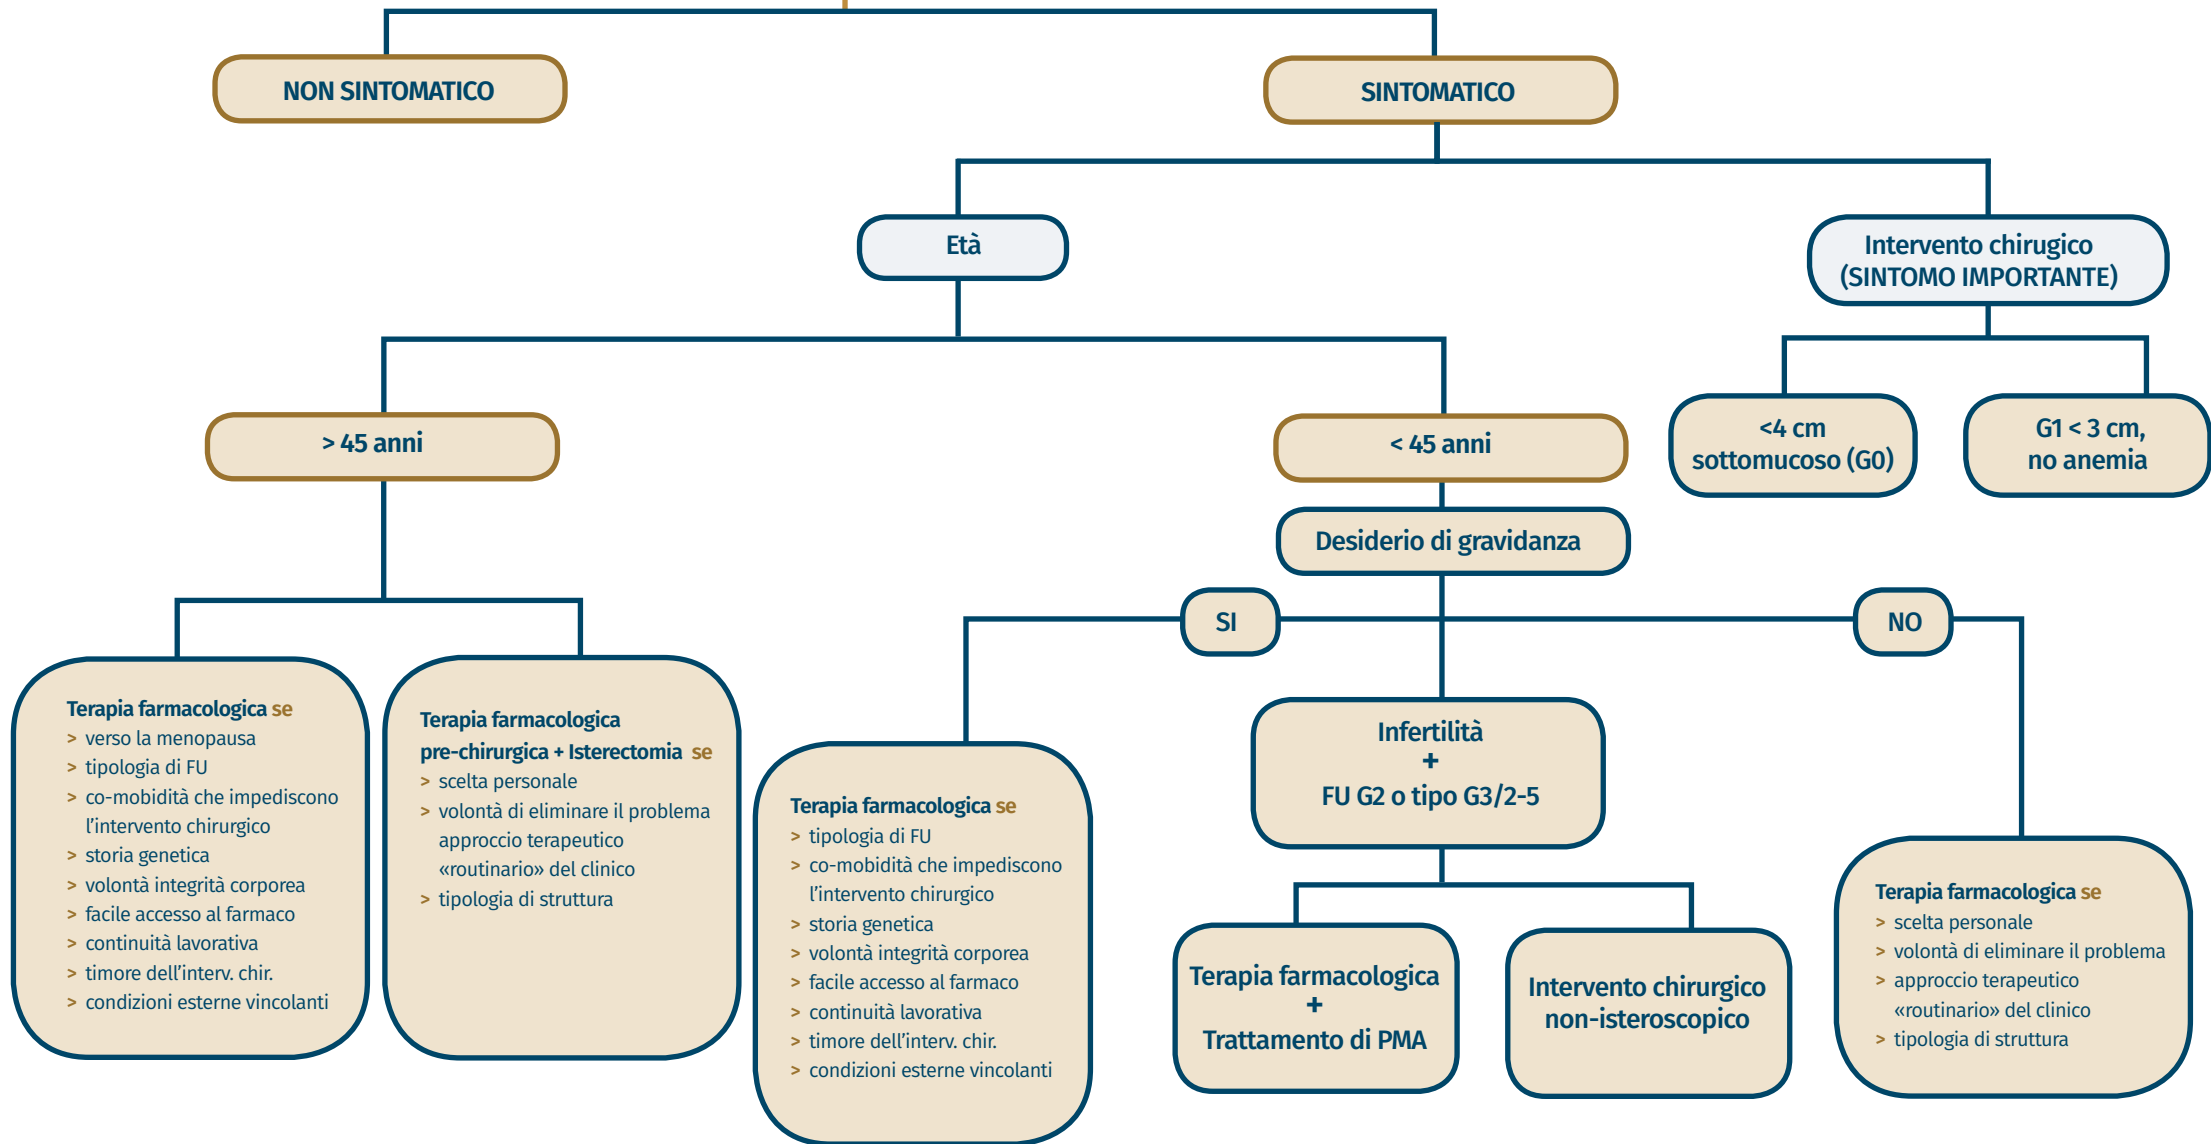 NON SINTOMATICO
SINTOMATICO
Età
Intervento chirugico
(SINTOMO IMPORTANTE)
> 45 anni
< 45 anni
<4 cm
sottomucoso (G0)
G1 < 3 cm,
no anemia
Desiderio di gravidanza
SI
NO
Terapia farmacologica se
> verso la menopausa
> tipologia di FU
> co-mobidità che impediscono
l’intervento chirurgico
> storia genetica
> volontà integrità corporea
> facile accesso al farmaco
> continuità lavorativa
> timore dell’interv. chir.
> condizioni esterne vincolanti
Terapia farmacologica
pre-chirurgica + Isterectomia se
> scelta personale
> volontà di eliminare il problema
approccio terapeutico
«routinario» del clinico
> tipologia di struttura
Terapia farmacologica se
> tipologia di FU
> co-mobidità che impediscono
l’intervento chirurgico
> storia genetica
> volontà integrità corporea
> facile accesso al farmaco
> continuità lavorativa
> timore dell’interv. chir.
> condizioni esterne vincolanti
Infertilità
+
FU G2 o tipo G3/2-5
Terapia farmacologica
+
Trattamento di PMA
Intervento chirurgico
non-isteroscopico
Terapia farmacologica se
> scelta personale
> volontà di eliminare il problema
> approccio terapeutico
«routinario» del clinico
> tipologia di struttura